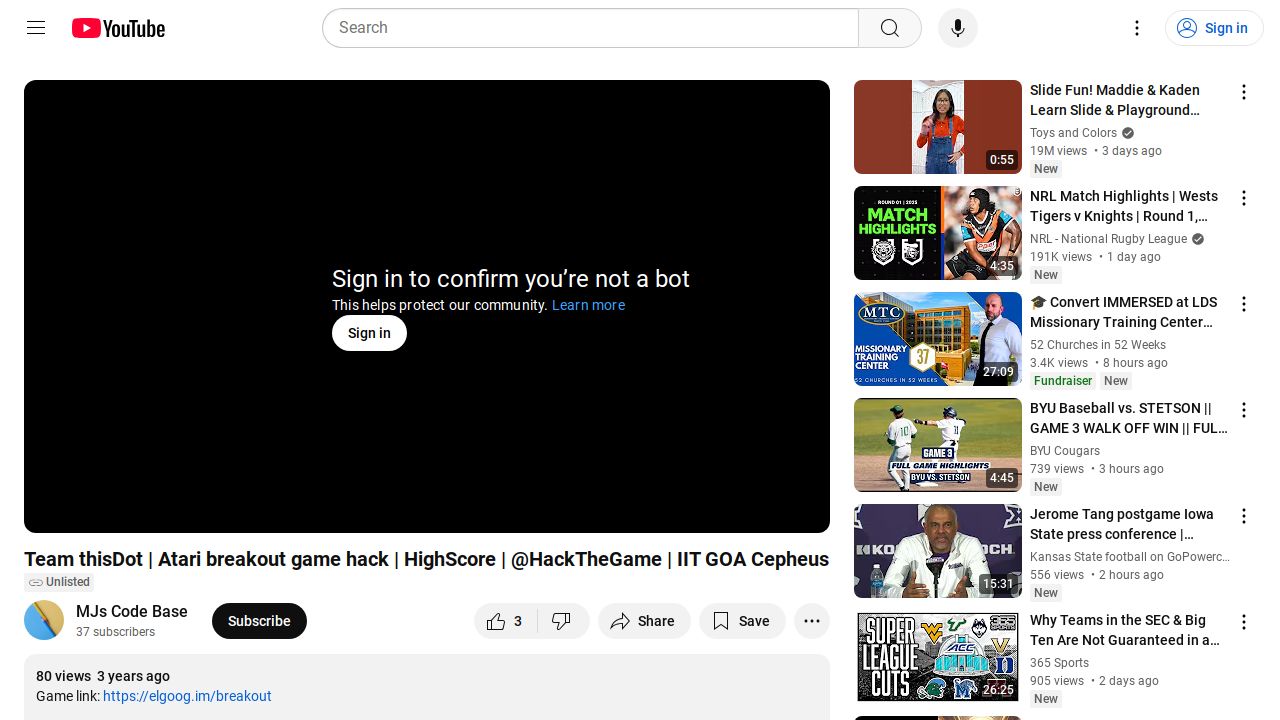 YouTube
Search
Sign in
Sign in to confirm you’re not a bot
This helps protect our community. Learn more
Sign in
Team thisDot | Atari breakout game hack | HighScore | @HackTheGame | IIT GOA Cepheus
Unlisted
MJs Code Base
37 subscribers
Subscribe
3
Share
Save
80 views 3 years ago
Game link: https://elgoog.im/breakout
0:55
Slide Fun! Maddie & Kaden
Learn Slide & Playground…
Toys and Colors
19M views • 3 days ago
New
ROUND 01 | 2025
MATCH
HIGHLIGHTS
4:35
NRL Match Highlights | Wests
Tigers v Knights | Round 1,…
NRL - National Rugby League
191K views • 1 day ago
New
MTC
MISSIONARY
TRAINING
CENTER
37
52 CHURCHES IN 52 WEEKS
27:09
🎓 Convert IMMERSED at LDS
Missionary Training Center…
52 Churches in 52 Weeks
3.4K views • 8 hours ago
Fundraiser
New
10
11
GAME 3
FULL GAME HIGHLIGHTS
BYU VS. STETSON
4:45
BYU Baseball vs. STETSON ||
GAME 3 WALK OFF WIN || FUL…
BYU Cougars
739 views • 3 hours ago
New
15:31
Jerome Tang postgame Iowa
State press conference |…
Kansas State football on GoPowerc…
556 views • 2 hours ago
New
SUPER
LEAGUE
CUTS
365
SPORTS
ACC
26:25
Why Teams in the SEC & Big
Ten Are Not Guaranteed in a…
365 Sports
905 views • 2 days ago
New